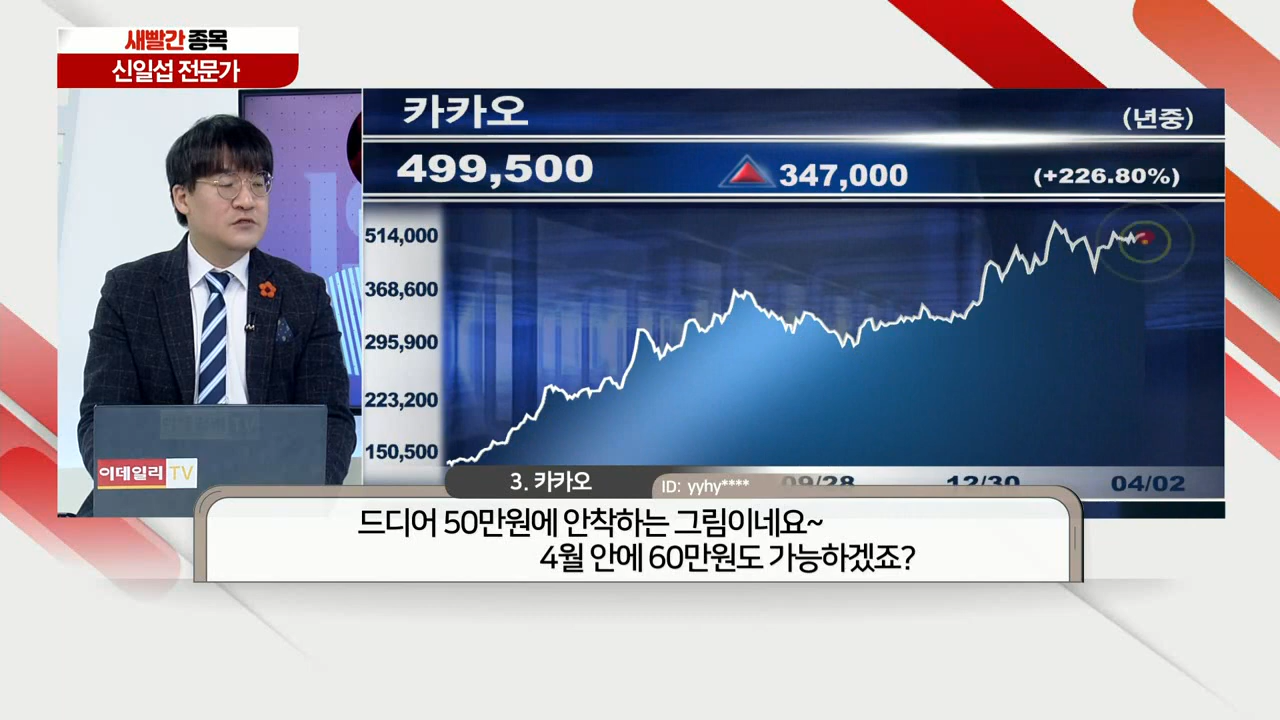 새빨간 종목
신일섭 전문가
카카오
(년중)
499,500
▲ 347,000
(+226.80%)
514,000
368,600
295,900
223,200
150,500
09/28
12/30
04/02
이데일리 TV
3. 카카오
ID: yyhy****
드디어 50만원에 안착하는 그림이네요~
4월 안에 60만원도 가능하겠죠?